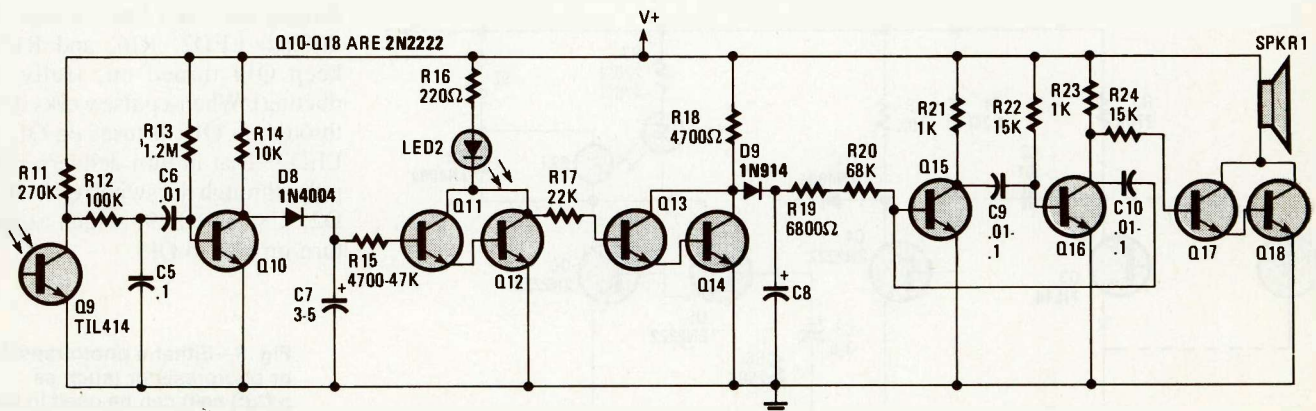 Q10-Q18 ARE 2N2222
V+
SPKR1
R11
270K
R12
100K
R13
1.2M
C6
.01
R14
10K
D8
1N4004
Q10
C5
.1
Q9
TIL414
R15
4700-47K
C7
3-5
+
R16
220Ω
LED2
Q11
Q12
R17
22K
Q13
Q14
R18
4700Ω
D9
1N914
R19
6800Ω
R20
68K
+
C8
R21
1K
Q15
R22
15K
C9
.01-
.1
R23
1K
Q16
R24
15K
C10
.01-
.1
Q17
Q18